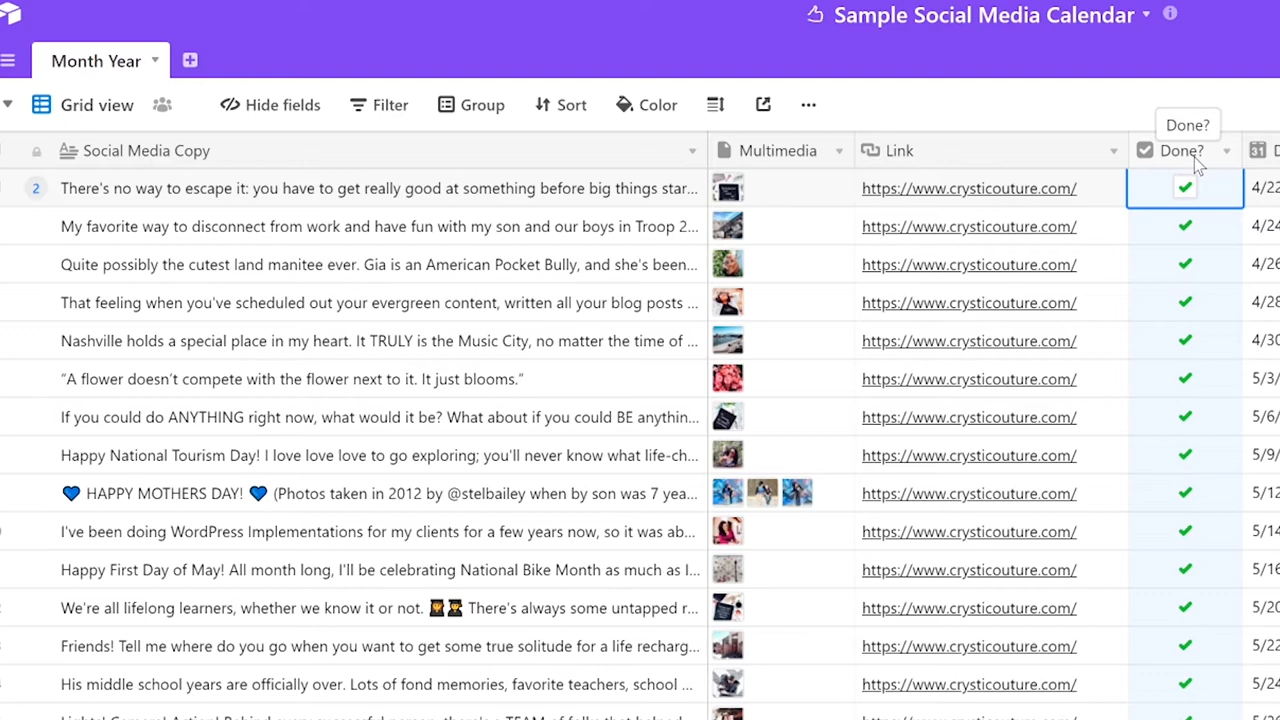 Sample Social Media Calendar
Month Year
Grid view Hide fields Filter Group Sort Color
Done?
Social Media Copy Multimedia Link Done?
2 There's no way to escape it: you have to get really good at something before big things star... https://www.crysticouture.com/ 4/22
My favorite way to disconnect from work and have fun with my son and our boys in Troop 2... https://www.crysticouture.com/ 4/24
Quite possibly the cutest land mantee ever. Gia is an American Pocket Bully, and she's been... https://www.crysticouture.com/ 4/26
That feeling when you've scheduled out your evergreen content, written all your blog posts ... https://www.crysticouture.com/ 4/28
Nashville holds a special place in my heart. It TRULY is the Music City, no matter the time of ... https://www.crysticouture.com/ 4/30
“A flower doesn’t compete with the flower next to it. It just blooms.” https://www.crysticouture.com/ 5/3/
If you could do ANYTHING right now, what would it be? What about if you could BE anythin... https://www.crysticouture.com/ 5/6/
Happy National Tourism Day! I love love love to go exploring; you'll never know what life-ch... https://www.crysticouture.com/ 5/9/
💙 HAPPY MOTHERS DAY! 💙 (Photos taken in 2012 by @stelbailey when by son was 7 yea... https://www.crysticouture.com/ 5/12
I've been doing WordPress Implementations for my clients for a few years now, so it was ab... https://www.crysticouture.com/ 5/14
Happy First Day of May! All month long, I'll be celebrating National Bike Month as much as I... https://www.crysticouture.com/ 5/16
We're all lifelong learners, whether we know it or not. There's always some untapped r... https://www.crysticouture.com/ 5/20
Friends! Tell me where do you go when you want to get some true solitude for a life recharg... https://www.crysticouture.com/ 5/22
His middle school years are officially over. Lots of fond memories, favorite teachers, school ... https://www.crysticouture.com/ 5/24